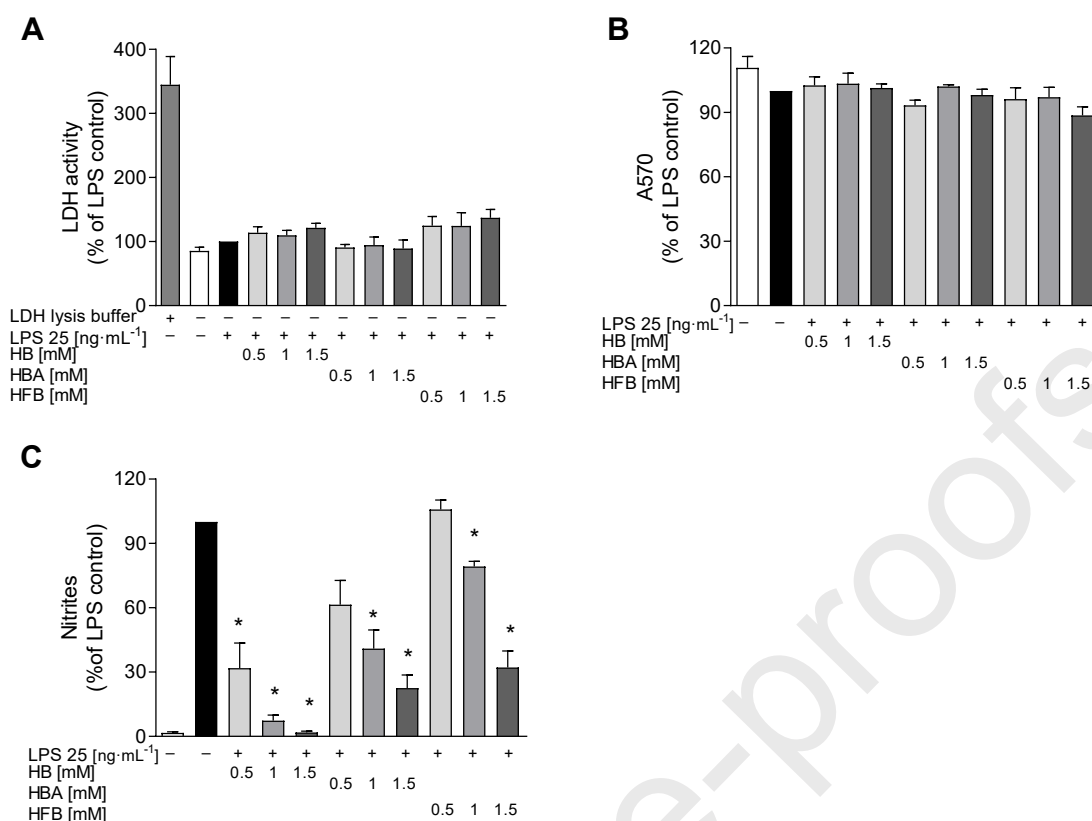 A
400
300
200
100
0
LDH activity
(% of LPS control)
LDH lysis buffer + – – – – – – – – – – –
LPS 25 [ng·mL-1] – – + + + + + + + + + +
HB [mM] 0.5 1 1.5
HBA [mM] 0.5 1 1.5
HFB [mM] 0.5 1 1.5
B
120
90
60
30
0
A570
(% of LPS control)
LPS 25 [ng·mL-1] – – + + + + + + + + +
HB [mM] 0.5 1 1.5
HBA [mM] 0.5 1 1.5
HFB [mM] 0.5 1 1.5
C
120
90
60
30
0
Nitrites
(%of LPS control)
* * * * * * *
LPS 25 [ng·mL-1] – – + + + + + + + + +
HB [mM] 0.5 1 1.5
HBA [mM] 0.5 1 1.5
HFB [mM] 0.5 1 1.5
e-proofs